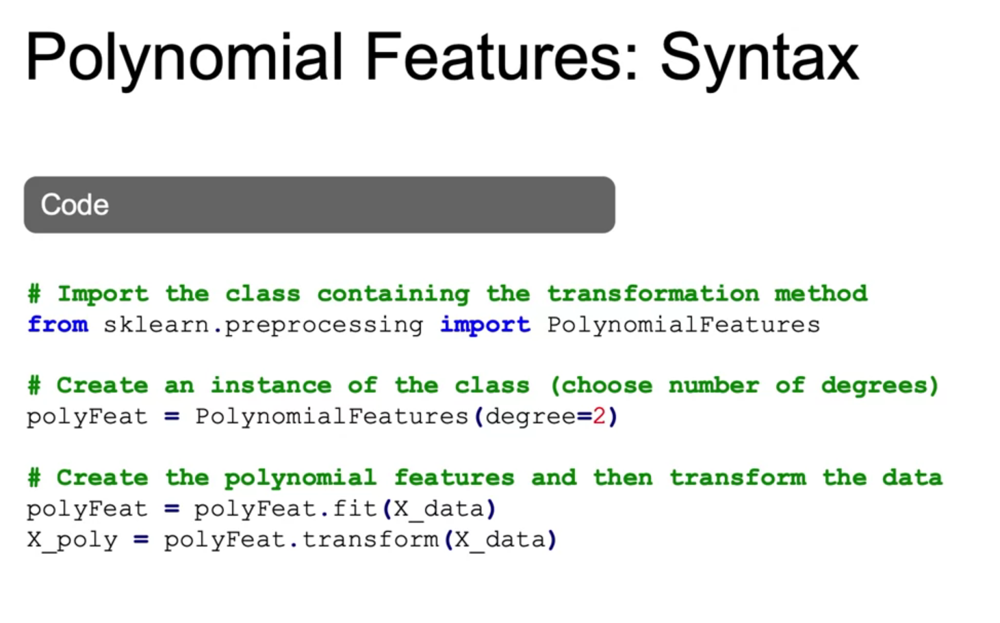 Polynomial Features: Syntax
Code
# Import the class containing the transformation method
from sklearn.preprocessing import PolynomialFeatures
# Create an instance of the class (choose number of degrees)
polyFeat = PolynomialFeatures(degree=2)
# Create the polynomial features and then transform the data
polyFeat = polyFeat.fit(X_data)
X_poly = polyFeat.transform(X_data)